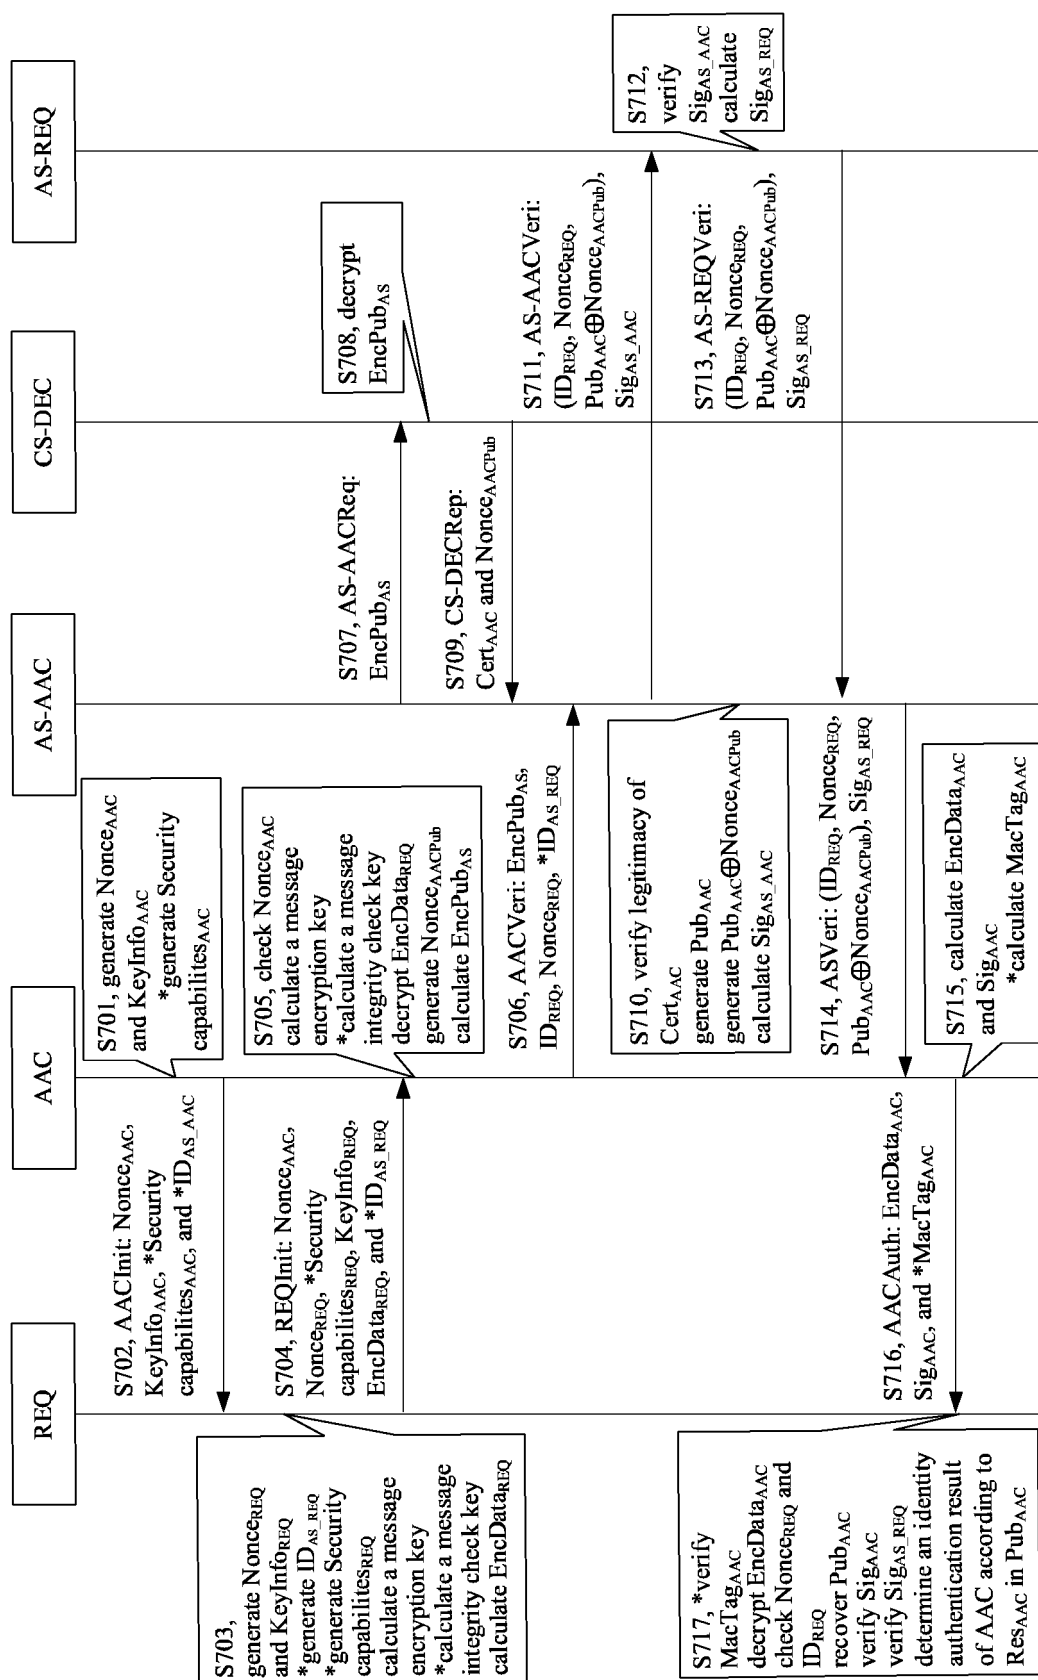 REQ
AAC
AS-AAC
CS-DEC
AS-REQ
S701, generate NonceAAC
and KeyInfoAAC
*generate Security
capabilitesAAC
S702, AACInit: NonceAAC,
KeyInfoAAC, *Security
capabilitesAAC, and *IDAS_AAC
S703,
generate NonceREQ
and KeyInfoREQ
*generate IDAS_REQ
*generate Security
capabilitesREQ
calculate a message
encryption key
*calculate a message
integrity check key
calculate EncDataREQ
S704, REQInit: NonceAAC,
NonceREQ, *Security
capabilitesREQ, KeyInfoREQ,
EncDataREQ, and *IDAS_REQ
S705, check NonceAAC
calculate a message
encryption key
*calculate a message
integrity check key
decrypt EncDataREQ
generate NonceAACPub
calculate EncPubAS
S706, AACVeri: EncPubAS,
IDREQ, NonceREQ, *IDAS_REQ
S707, AS-AACReq:
EncPubAS
S708, decrypt
EncPubAS
S709, CS-DECRep:
CertAAC and NonceAACPub
S710, verify legitimacy of
CertAAC
generate PubAAC
generate PubAAC⊕NonceAACPub
calculate SigAS_AAC
S711, AS-AACVeri:
(IDREQ, NonceREQ,
PubAAC⊕NonceAACPub),
SigAS_AAC
S712,
verify
SigAS_AAC
calculate
SigAS_REQ
S713, AS-REQVeri:
(IDREQ, NonceREQ,
PubAAC⊕NonceAACPub),
SigAS_REQ
S714, ASVeri: (IDREQ, NonceREQ,
PubAAC⊕NonceAACPub), SigAS_REQ
S715, calculate EncDataAAC
and SigAAC
*calculate MacTagAAC
S716, AACAuth: EncDataAAC,
SigAAC, and *MacTagAAC
S717, *verify
MacTagAAC
decrypt EncDataAAC
check NonceREQ and
IDREQ
recover PubAAC
verify SigAAC
verify SigAS_REQ
determine an identity
authentication result
of AAC according to
ResAAC in PubAAC